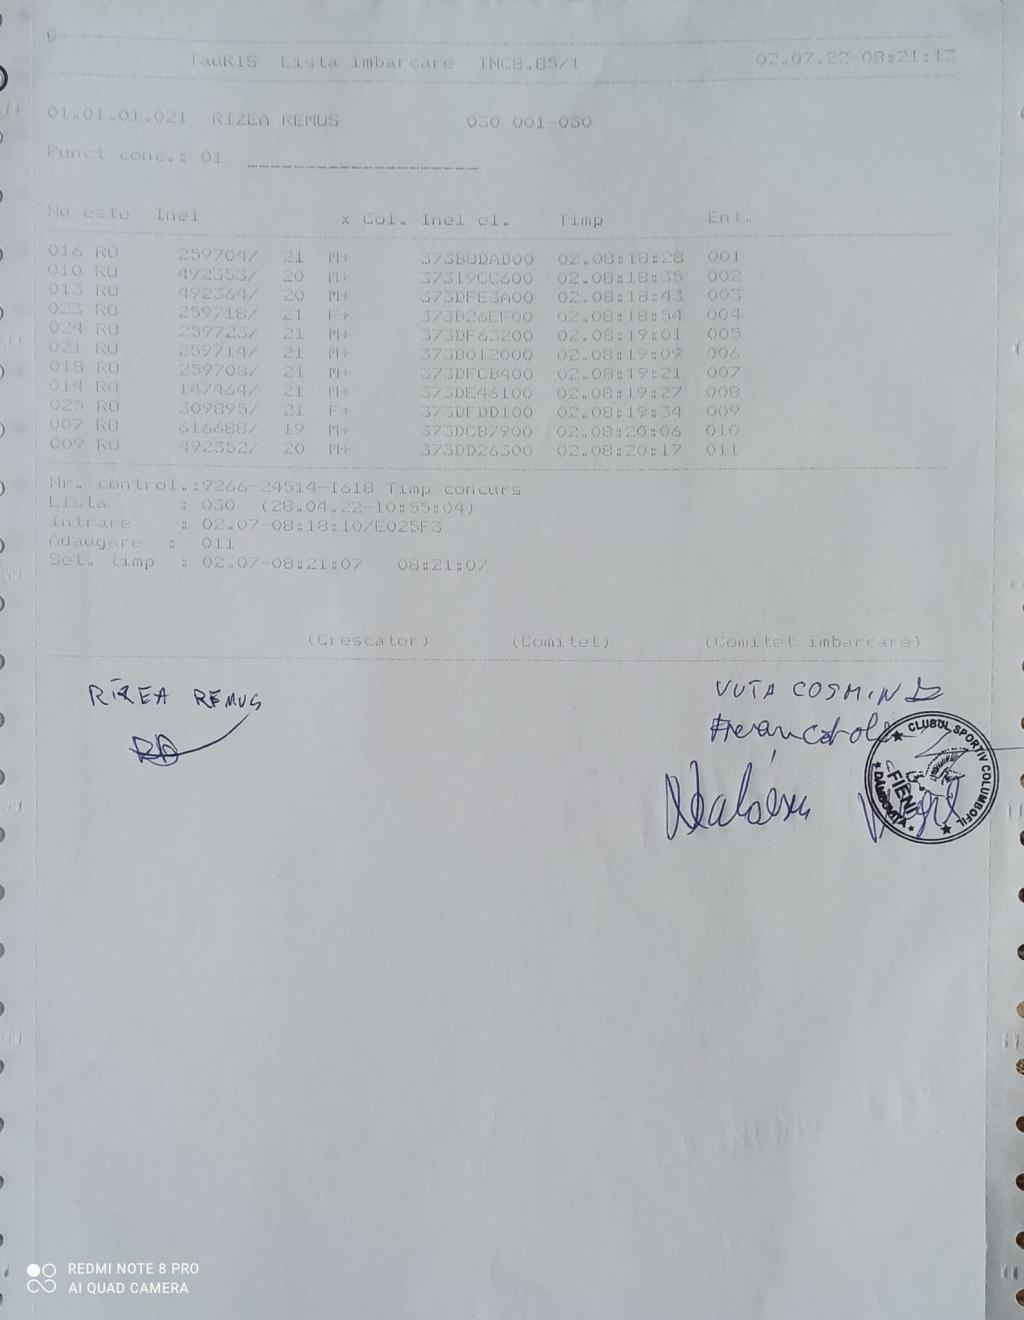 TauRIS Lista imbarcare INC8.85/1 02.07.22-08:21:13
01.01.01.021 RIZEA REMUS 030 001-030
Punct conc.: 01
Nu este Inel x Col. Inel el. Timp Ent.
016 RO 259704/ 21 M+ 373B8DAD00 02.08:18:28 001
010 RO 492353/ 20 M+ 37319CC600 02.08:18:35 002
013 RO 492364/ 20 M+ 373DFE3A00 02.08:18:43 003
023 RO 259718/ 21 F+ 373B26EF00 02.08:18:54 004
024 RO 259723/ 21 M+ 373DF63200 02.08:19:01 005
021 RO 259714/ 21 M+ 373B012000 02.08:19:09 006
018 RO 259708/ 21 M+ 373DFCB400 02.08:19:21 007
014 RO 147464/ 21 M+ 373DE46100 02.08:19:27 008
025 RO 309895/ 21 F+ 373DFDD100 02.08:19:34 009
007 RO 616688/ 19 M+ 373DCB7900 02.08:20:06 010
009 RO 492352/ 20 M+ 373DD26300 02.08:20:17 011
Nr. control.:9266-24514-1618 Timp concurs
Lista : 030 (28.04.22-10:55:04)
Intrare : 02.07-08:18:10/E025F3
Adaugare : 011
Set. timp : 02.07-08:21:07 08:21:07
(Crescator) (Comitet) (Comitet imbarcare)
RIZEA REMUS
VUTA COSMIN
CLUBUL SPORTIV COLUMBOFIL
FIENI
DAMBOVITA
REDMI NOTE 8 PRO
AI QUAD CAMERA